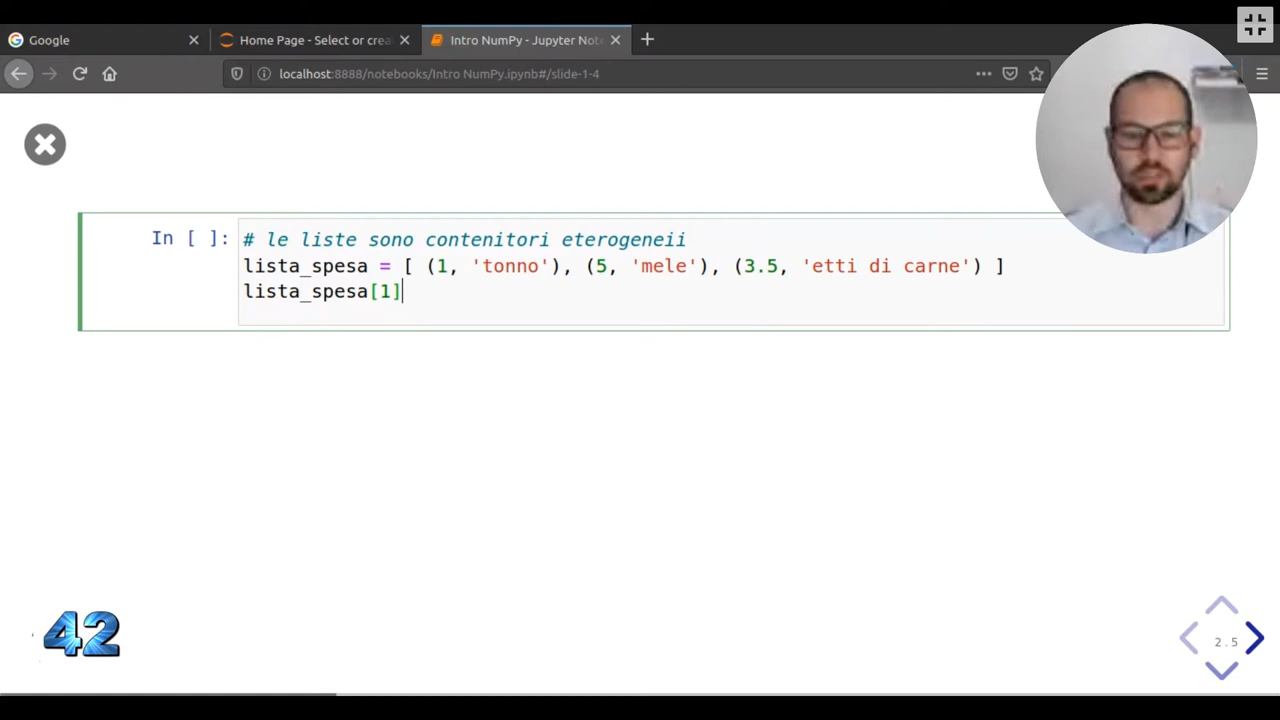 Google
Home Page - Select or crea
Intro NumPy - Jupyter Not
localhost:8888/notebooks/Intro NumPy.ipynb#/slide-1-4
In [ ]:
# le liste sono contenitori eterogeneii
lista_spesa = [ (1, 'tonno'), (5, 'mele'), (3.5, 'etti di carne') ]
lista_spesa[1]
42
2.5